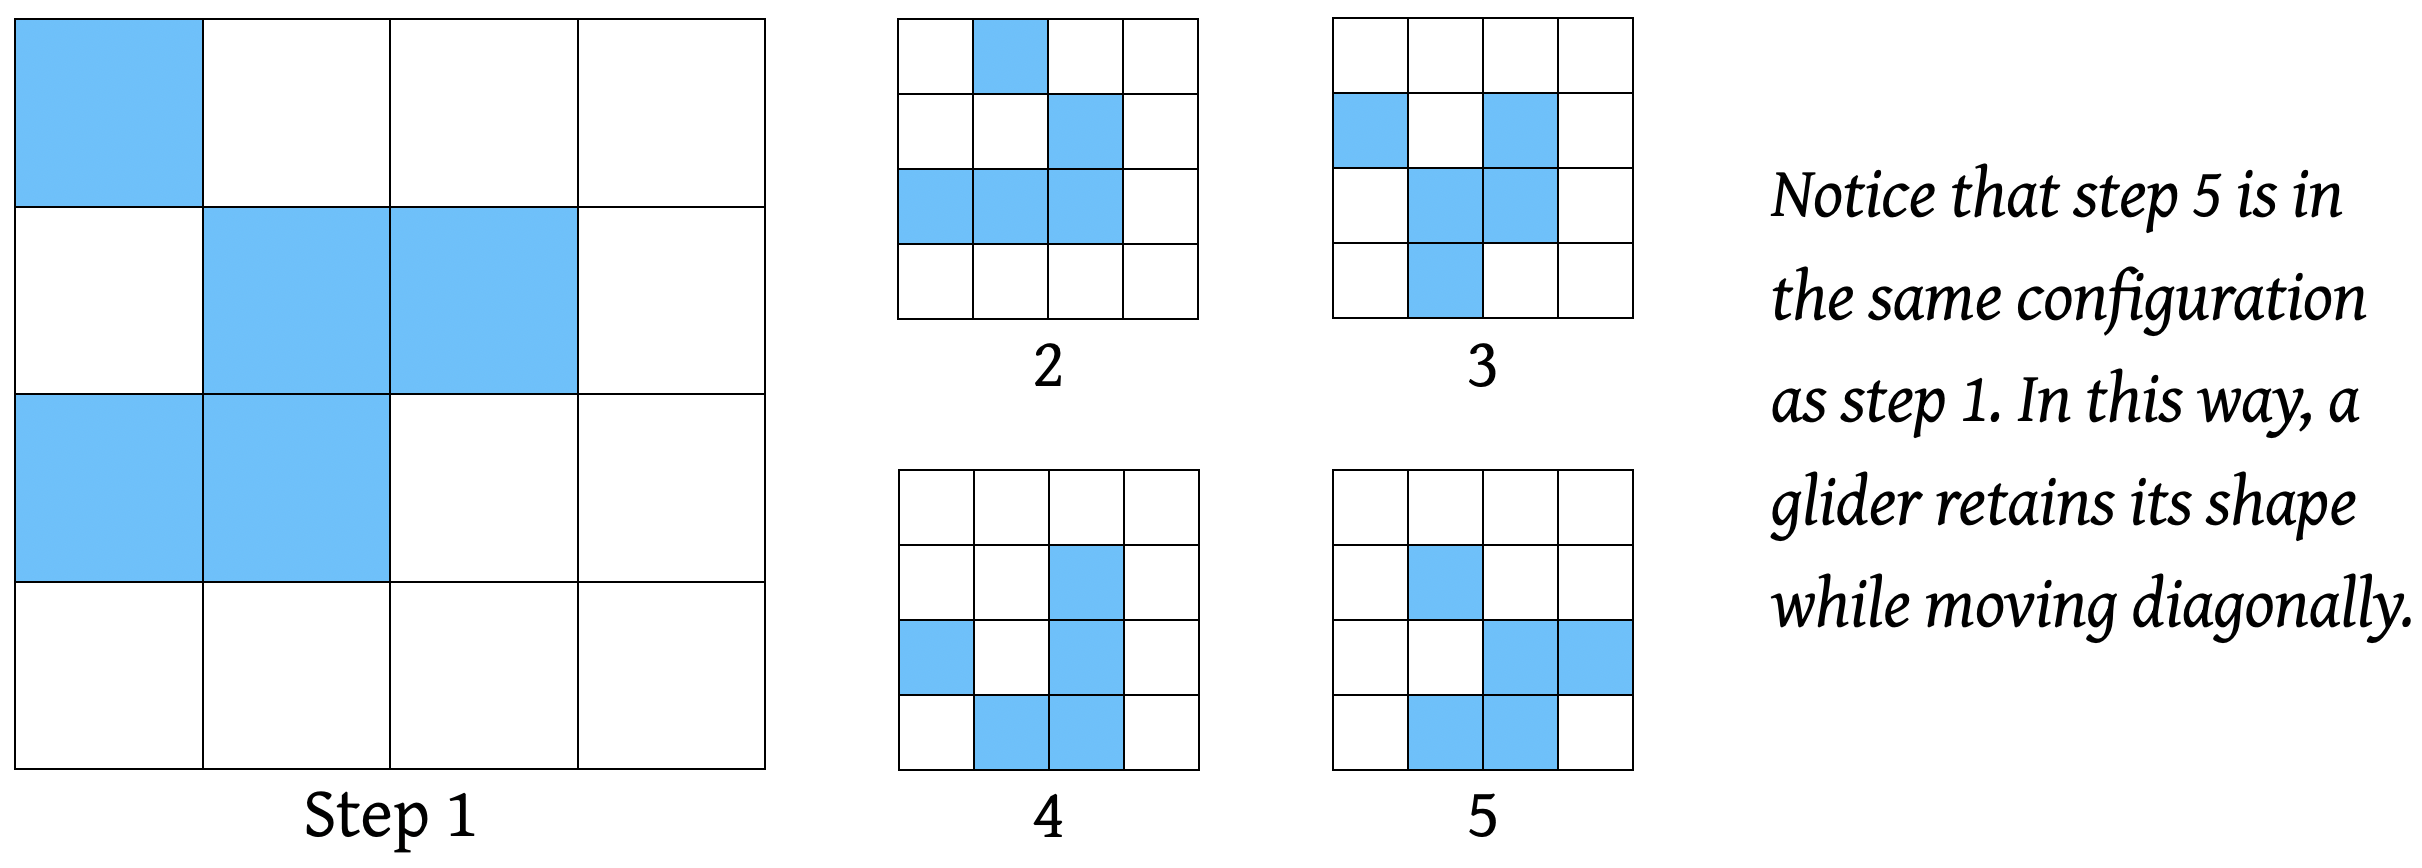 Step 1
2
3
4
5
Notice that step 5 is in
the same configuration
as step 1. In this way, a
glider retains its shape
while moving diagonally.